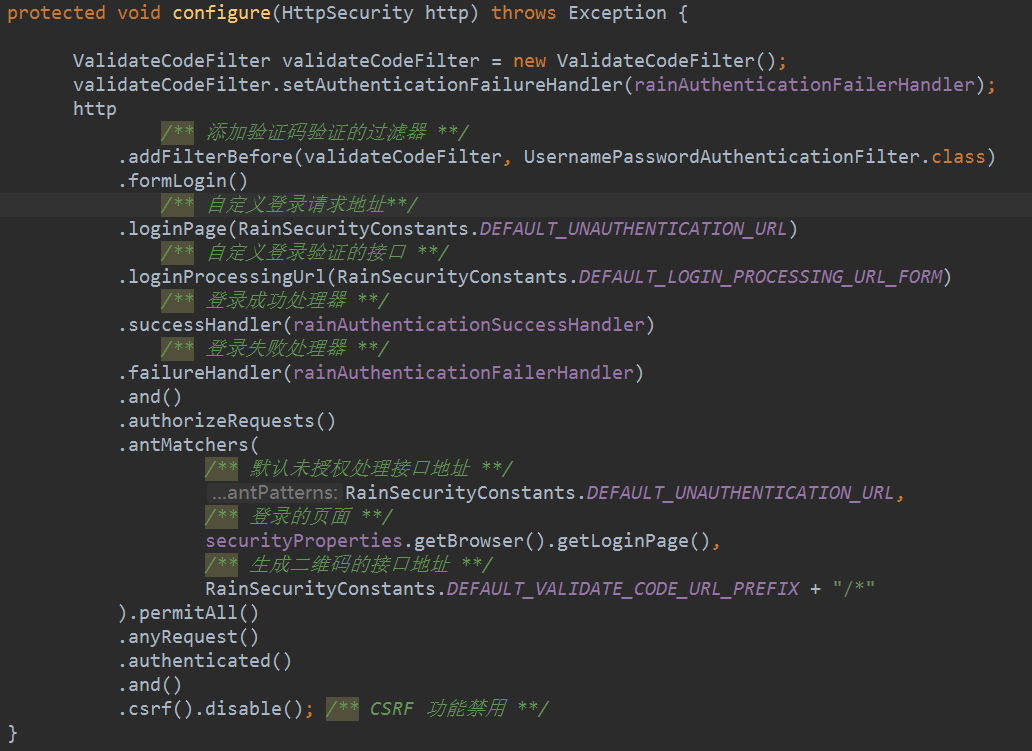 protected void configure(HttpSecurity http) throws Exception {
ValidateCodeFilter validateCodeFilter = new ValidateCodeFilter();
validateCodeFilter.setAuthenticationFailureHandler(rainAuthenticationFailerHandler);
http
/** 添加验证码验证的过滤器 **/
.addFilterBefore(validateCodeFilter, UsernamePasswordAuthenticationFilter.class)
.formLogin()
/** 自定义登录请求地址**/
.loginPage(RainSecurityConstants.DEFAULT_UNAUTHENTICATION_URL)
/** 自定义登录验证的接口 **/
.loginProcessingUrl(RainSecurityConstants.DEFAULT_LOGIN_PROCESSING_URL_FORM)
/** 登录成功处理器 **/
.successHandler(rainAuthenticationSuccessHandler)
/** 登录失败处理器 **/
.failureHandler(rainAuthenticationFailerHandler)
.and()
.authorizeRequests()
.antMatchers(
/** 默认未授权处理接口地址 **/
...antPatterns: RainSecurityConstants.DEFAULT_UNAUTHENTICATION_URL,
/** 登录的页面 **/
securityProperties.getBrowser().getLoginPage(),
/** 生成二维码的接口地址 **/
RainSecurityConstants.DEFAULT_VALIDATE_CODE_URL_PREFIX + "/*"
).permitAll()
.anyRequest()
.authenticated()
.and()
.csrf().disable(); /** CSRF 功能禁用 **/
}